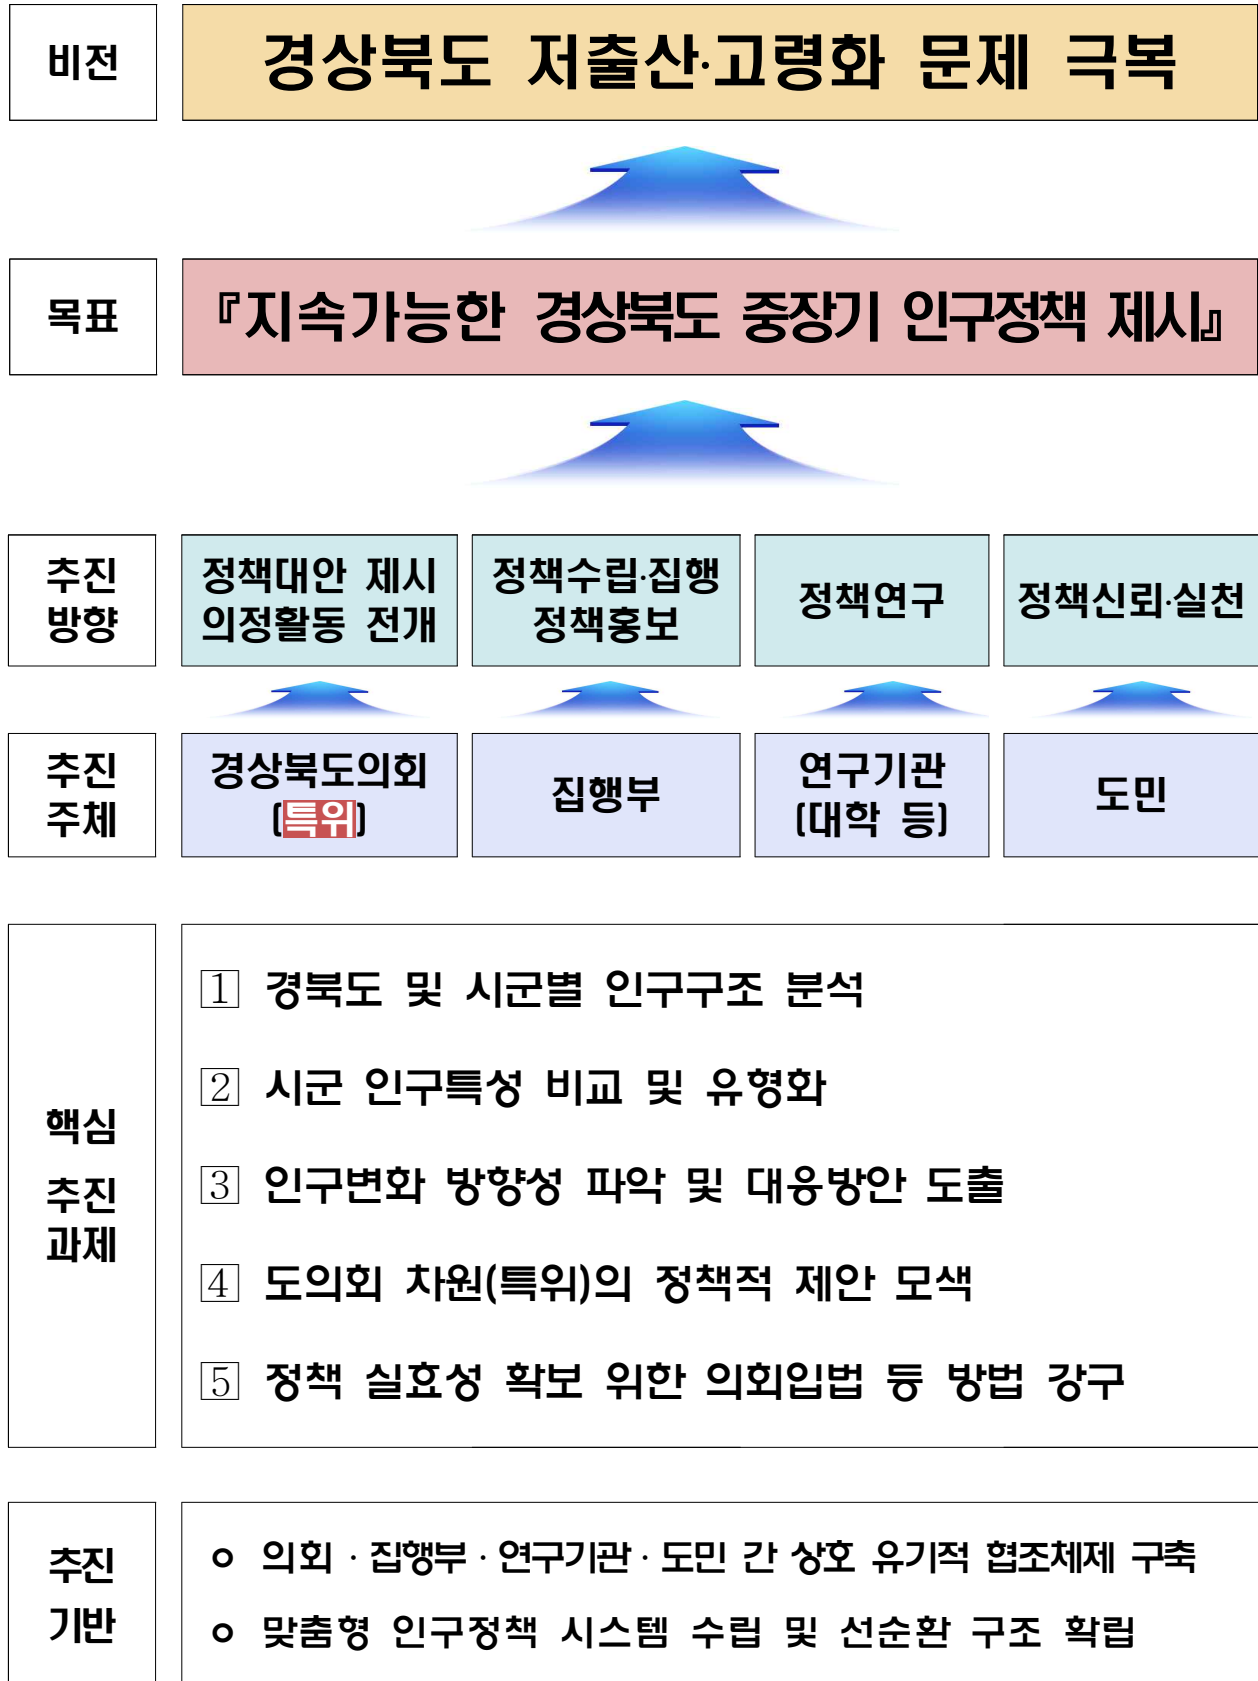 비전
경상북도 저출산·고령화 문제 극복
목표
『지속가능한 경상북도 중장기 인구정책 제시』
추진
방향
정책대안 제시
의정활동 전개
정책수립·집행
정책홍보
정책연구
정책신뢰·실천
추진
주체
경상북도의회
(특위)
집행부
연구기관
(대학 등)
도민
핵심
추진
과제
1 경북도 및 시군별 인구구조 분석
2 시군 인구특성 비교 및 유형화
3 인구변화 방향성 파악 및 대응방안 도출
4 도의회 차원(특위)의 정책적 제안 모색
5 정책 실효성 확보 위한 의회입법 등 방법 강구
추진
기반
ㅇ 의회 · 집행부 · 연구기관 · 도민 간 상호 유기적 협조체제 구축
ㅇ 맞춤형 인구정책 시스템 수립 및 선순환 구조 확립